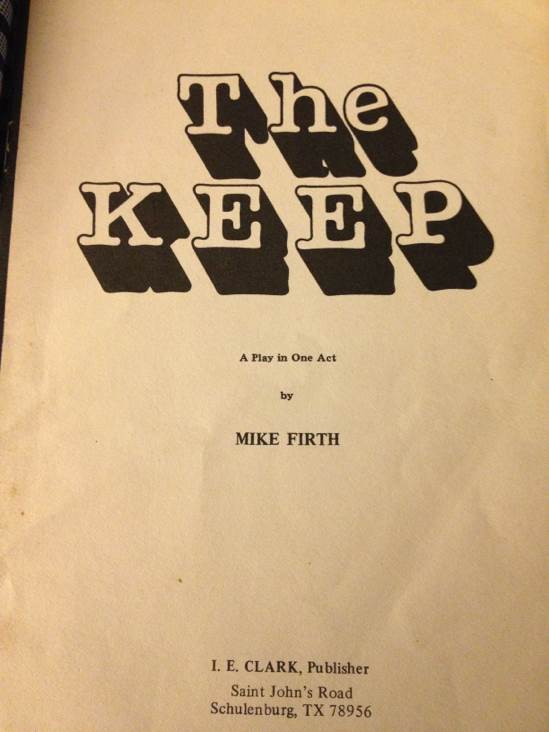 The
KEEP
A Play in One Act
by
MIKE FIRTH
I. E. CLARK, Publisher
Saint John's Road
Schulenburg, TX 78956